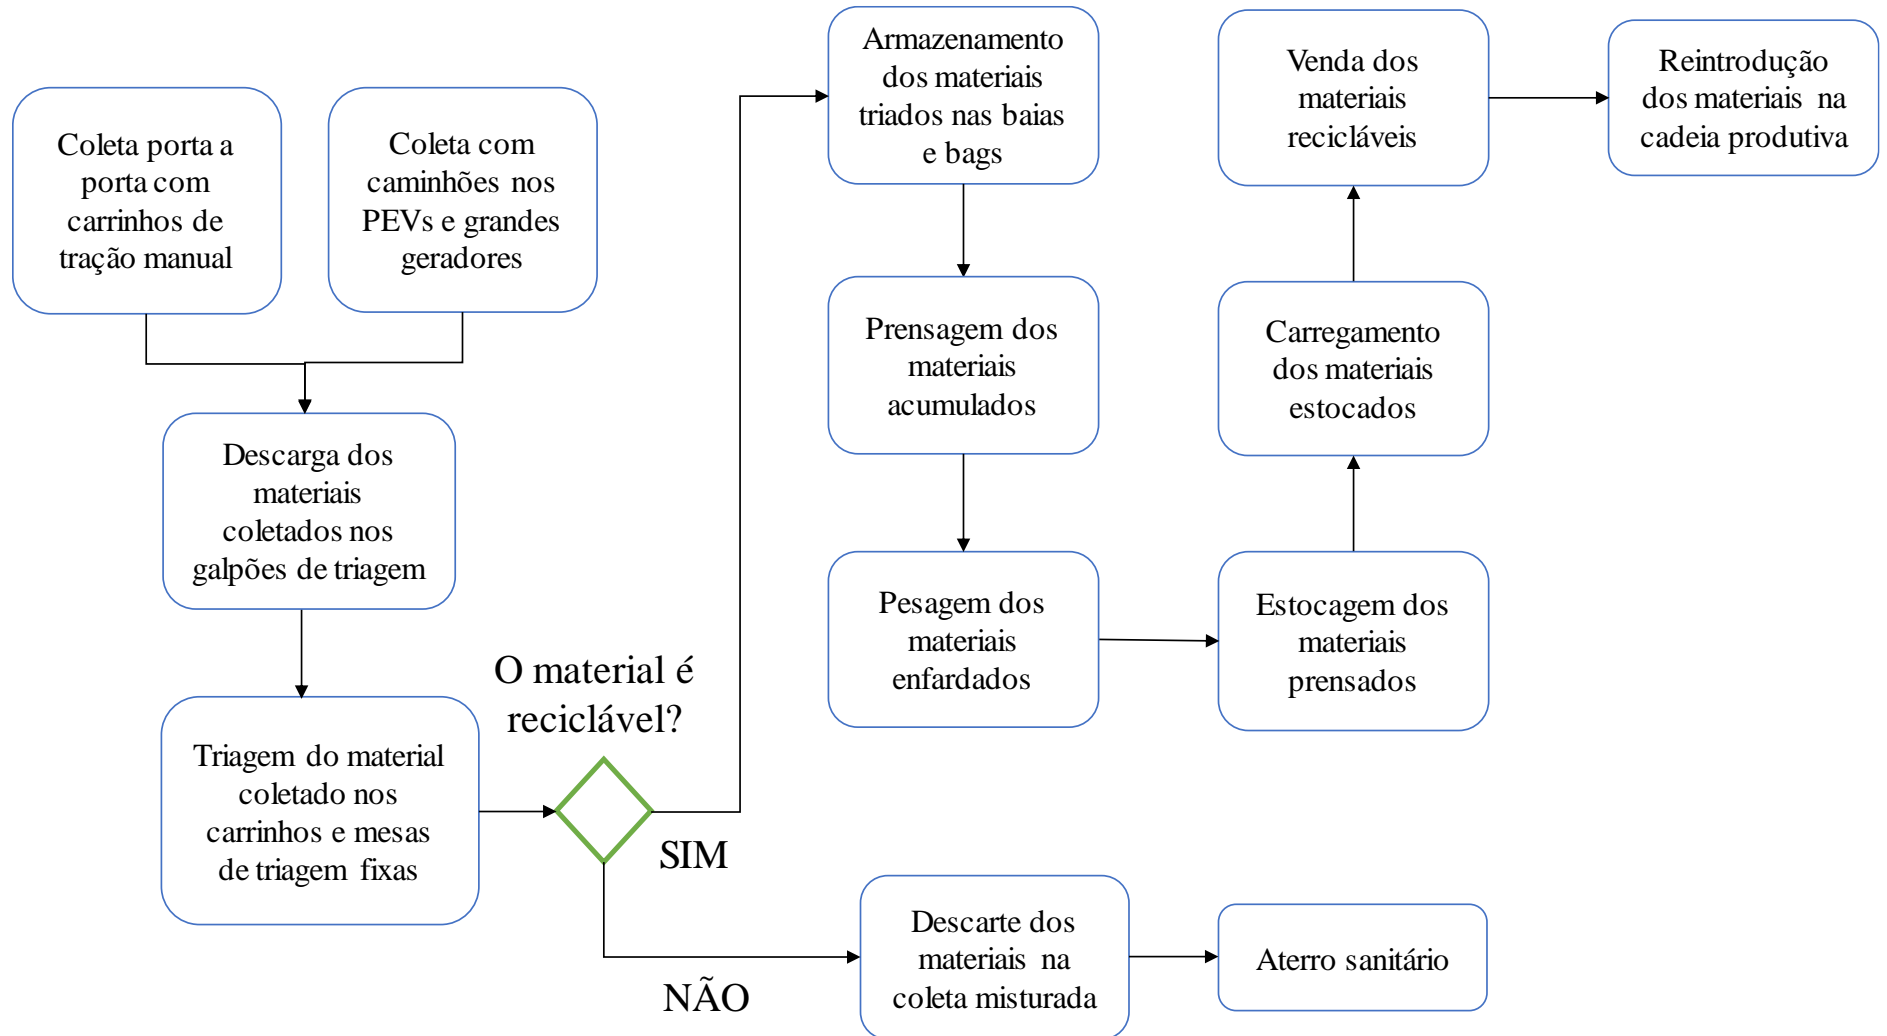 Coleta porta a
porta com
carrinhos de
tração manual
Coleta com
caminhões nos
PEVs e grandes
geradores
Descarga dos
materiais
coletados nos
galpões de triagem
Triagem do material
coletado nos
carrinhos e mesas
de triagem fixas
O material é
reciclável?
SIM
NÃO
Armazenamento
dos materiais
triados nas baias
e bags
Prensagem dos
materiais
acumulados
Pesagem dos
materiais
enfardados
Estocagem dos
materiais
prensados
Carregamento
dos materiais
estocados
Venda dos
materiais
recicláveis
Reintrodução
dos materiais na
cadeia produtiva
Descarte dos
materiais na
coleta misturada
Aterro sanitário